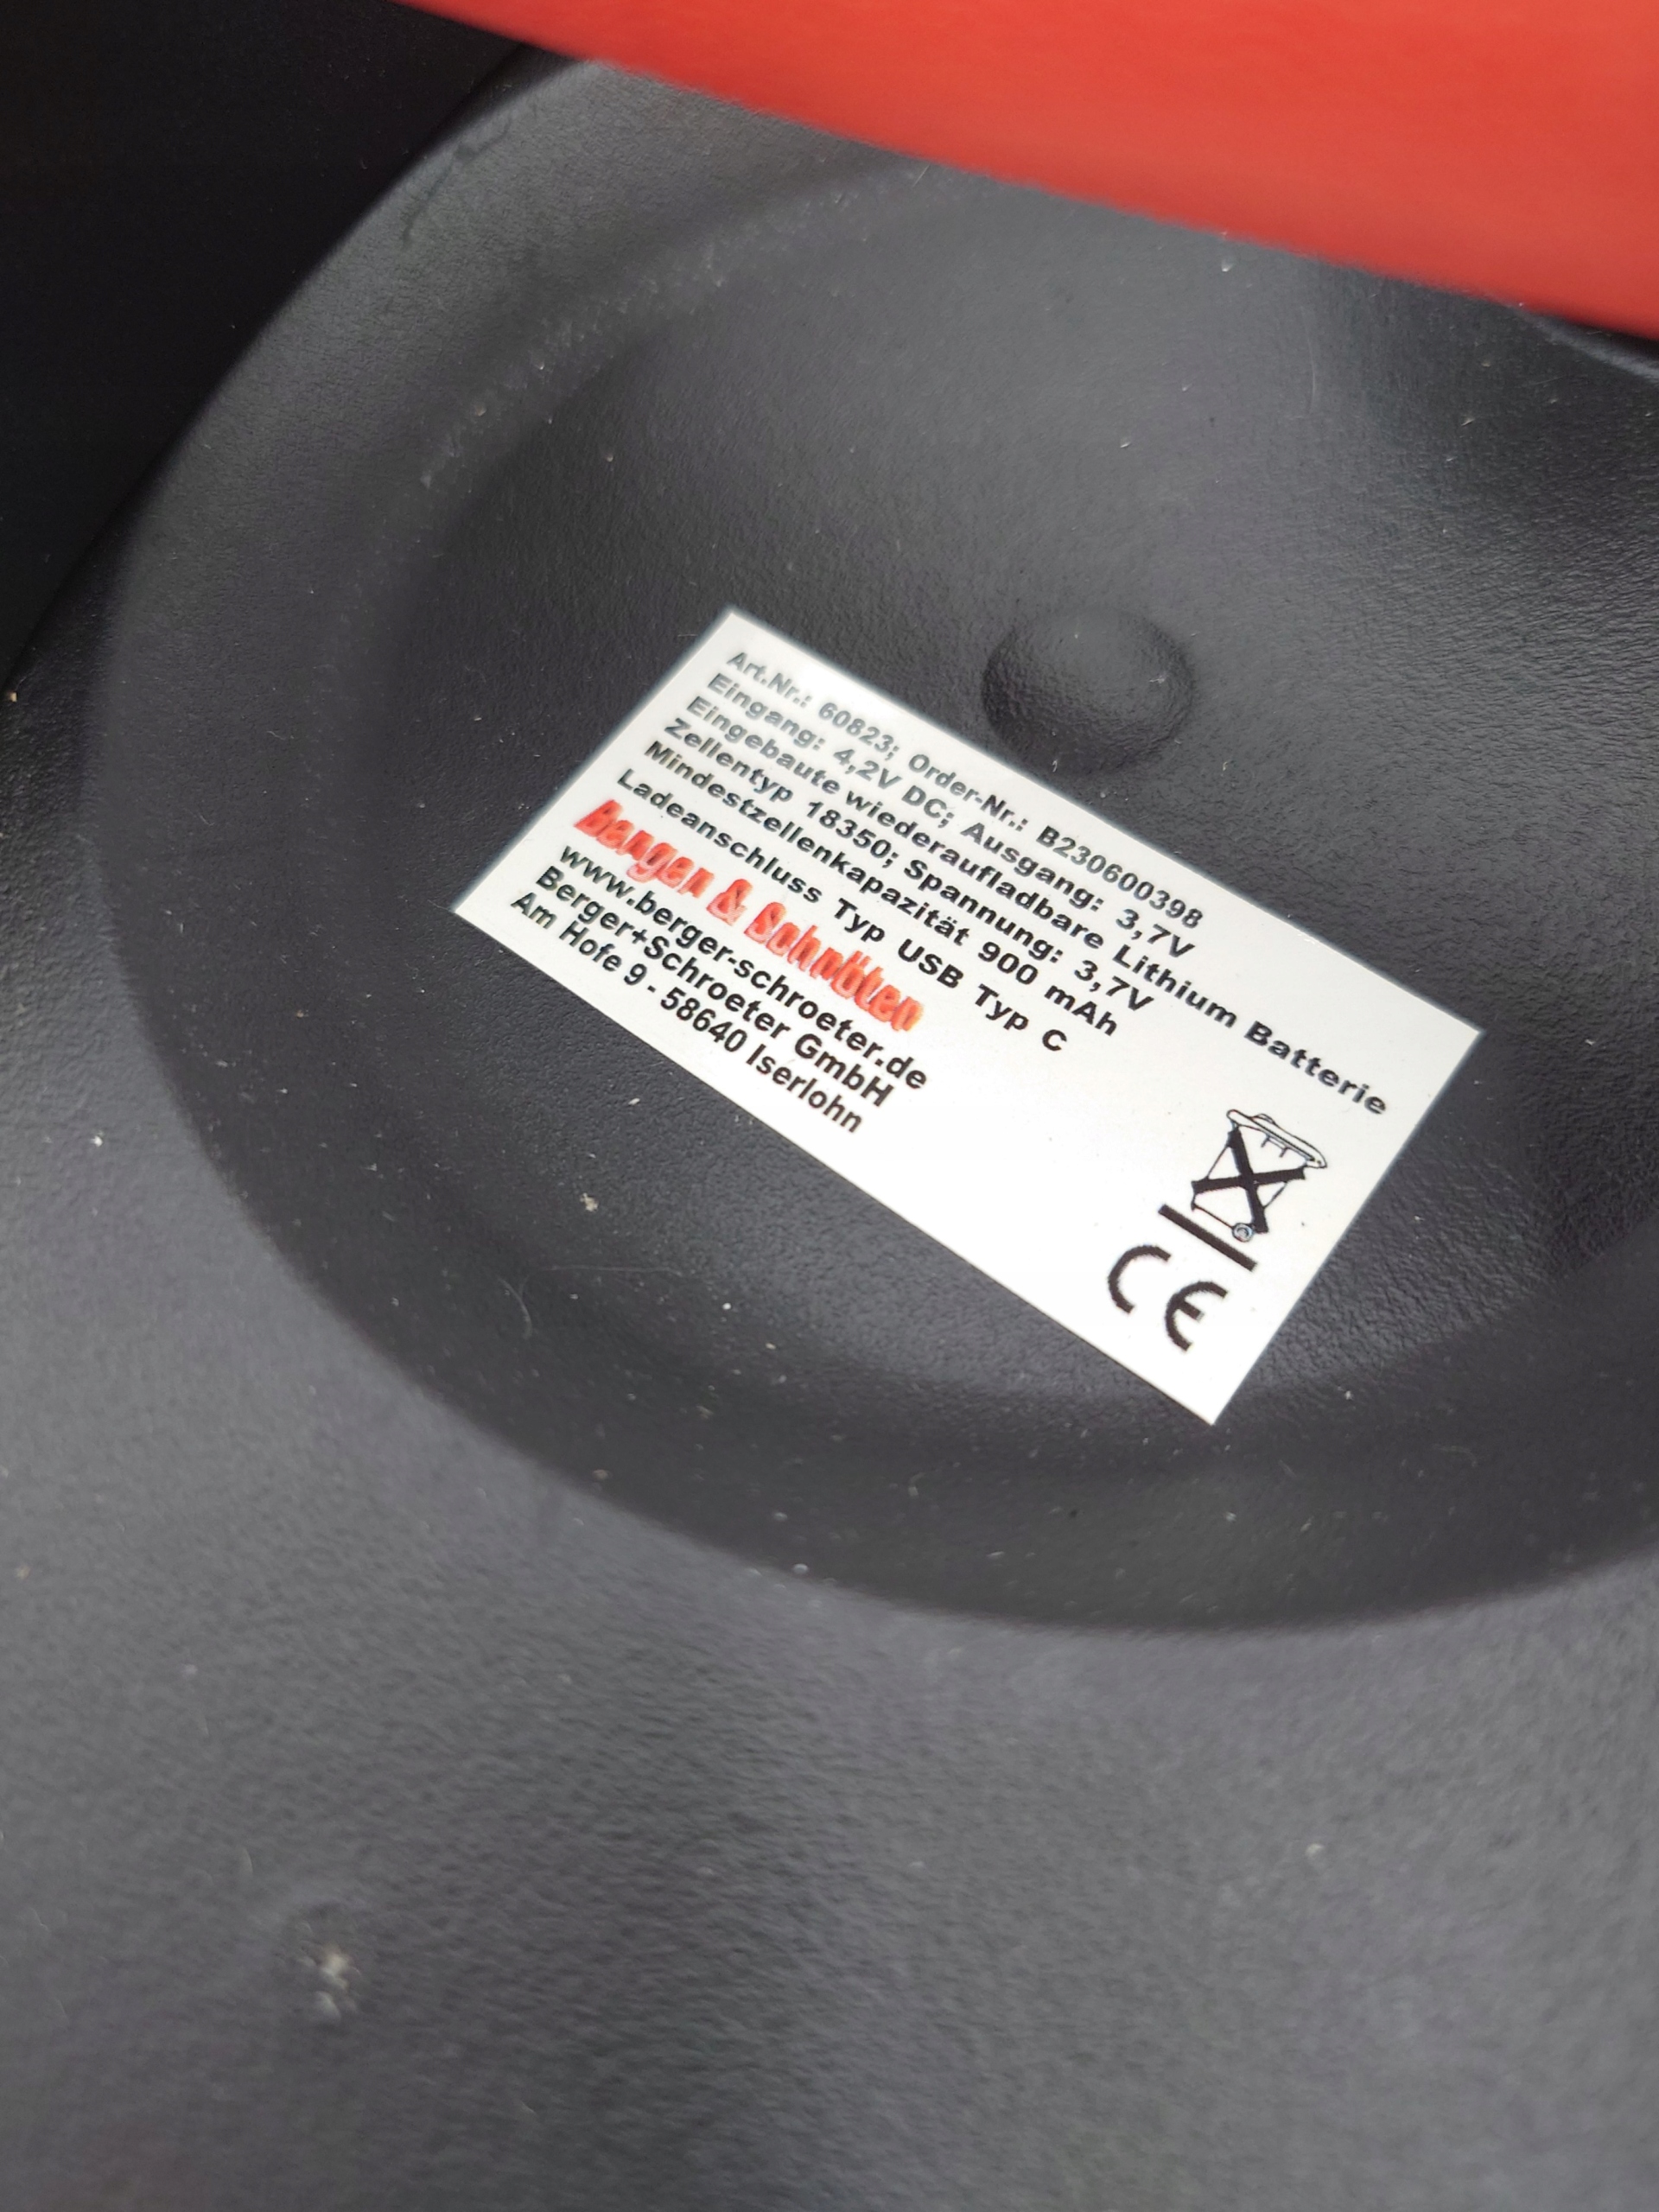 Art.Nr.: 60823; Order-Nr.: B230600398
Eingang: 4,2V DC; Ausgang: 3,7V
Eingebaute wiederaufladbare Lithium Batterie
Zellentyp 18350; Spannung: 3,7V
Mindestzellenkapazität 900 mAh
Ladeanschluss Typ USB Typ C
Berger & Schröter
www.berger-schroeter.de
Berger+Schroeter GmbH
Am Hofe 9 - 58640 Iserlohn
CE